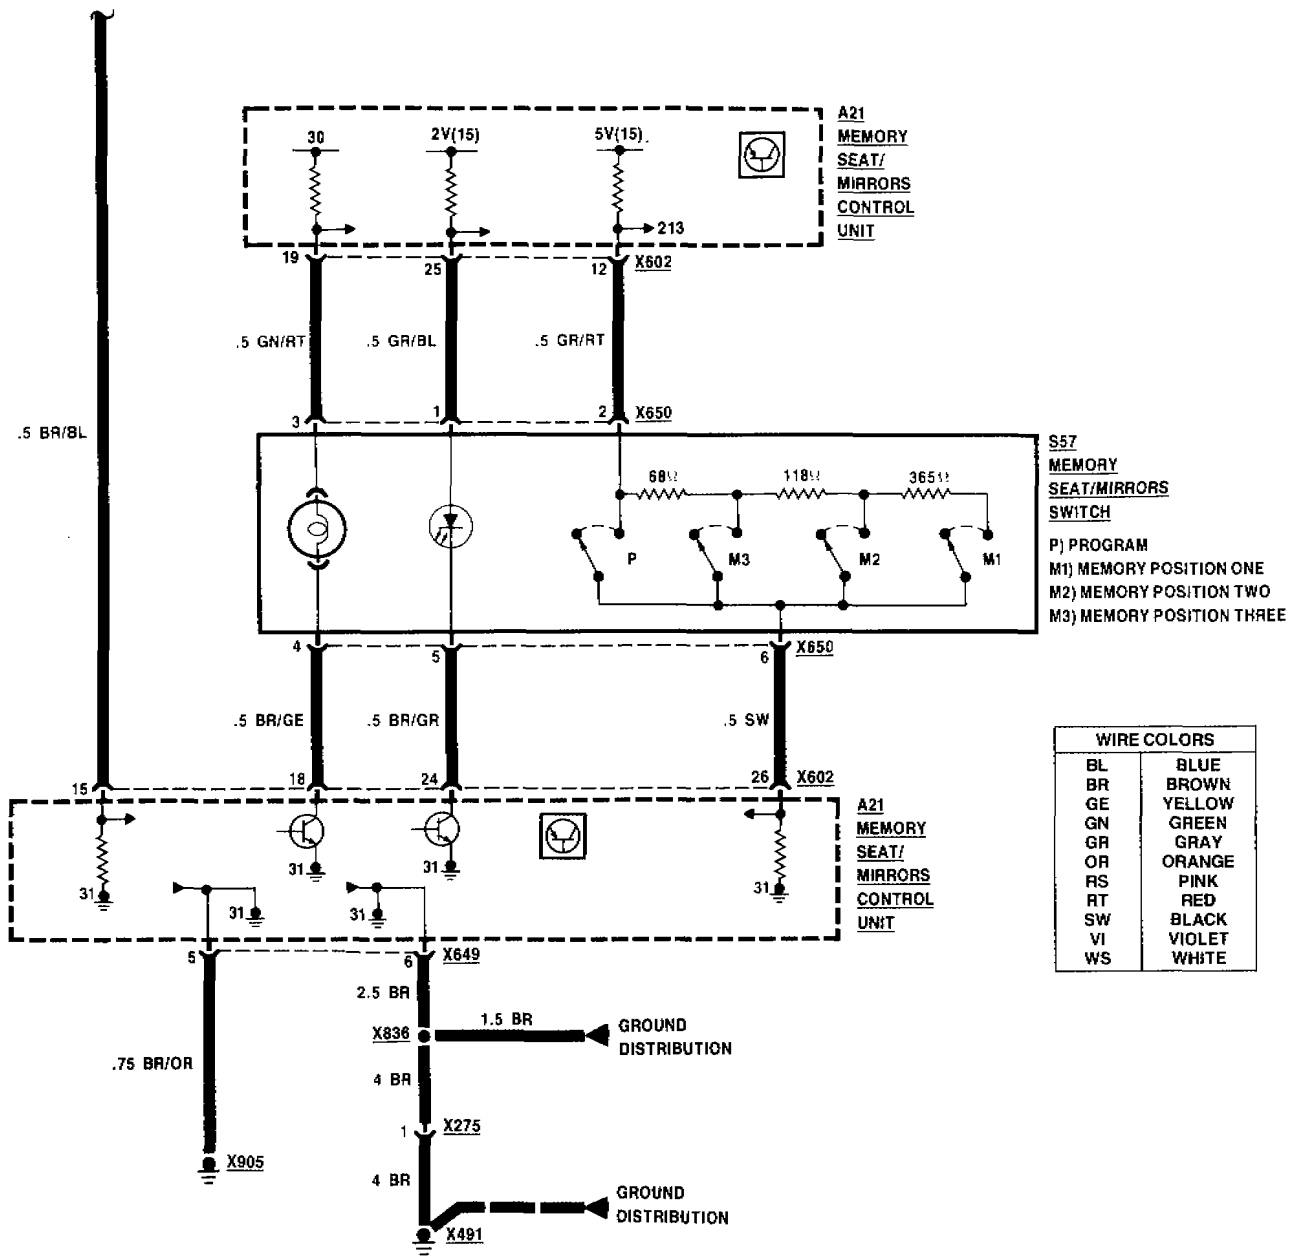 A21
MEMORY
SEAT/
MIRRORS
CONTROL
UNIT
30
2V(15)
5V(15)
213
19
25
12
X602
.5 GN/RT
.5 GR/BL
.5 GR/RT
3
1
2
X650
.5 BR/BL
S57
MEMORY
SEAT/MIRRORS
SWITCH
P) PROGRAM
M1) MEMORY POSITION ONE
M2) MEMORY POSITION TWO
M3) MEMORY POSITION THREE
68Ω
118Ω
365Ω
P
M3
M2
M1
4
5
6
X650
.5 BR/GE
.5 BR/GR
.5 SW
15
18
24
26
X602
A21
MEMORY
SEAT/
MIRRORS
CONTROL
UNIT
31
31
31
31
31
31
5
6
X649
2.5 BR
X836
1.5 BR
GROUND
DISTRIBUTION
.75 BR/OR
4 BR
1
X275
X905
4 BR
GROUND
DISTRIBUTION
X491
WIRE COLORS
BL BLUE
BR BROWN
GE YELLOW
GN GREEN
GR GRAY
OR ORANGE
RS PINK
RT RED
SW BLACK
VI VIOLET
WS WHITE